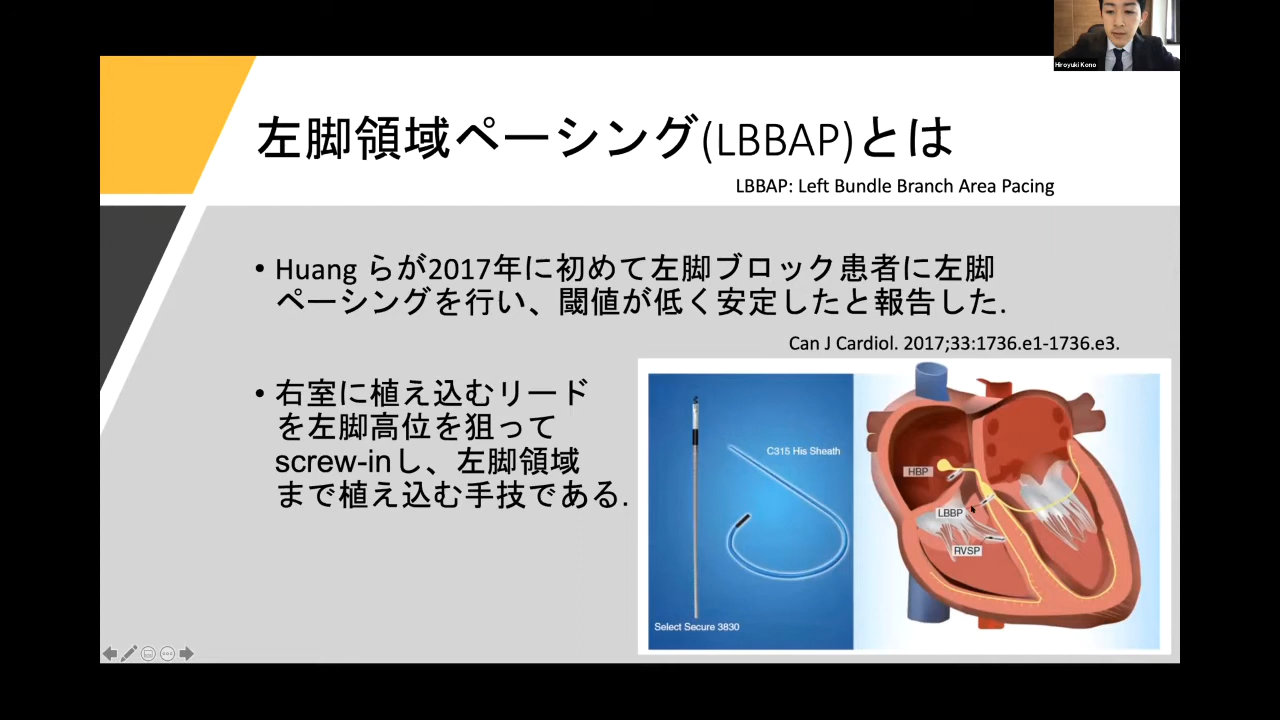 Hiroyuki Kono
左脚領域ペーシング(LBBAP)とは
LBBAP: Left Bundle Branch Area Pacing
• Huang らが2017年に初めて左脚ブロック患者に左脚
ペーシングを行い、閾値が低く安定したと報告した.
Can J Cardiol. 2017;33:1736.e1-1736.e3.
• 右室に植え込むリード
を左脚高位を狙って
screw-inし、左脚領域
まで植え込む手技である.
C315 His Sheath
Select Secure 3830
HBP
LBBP
RVSP